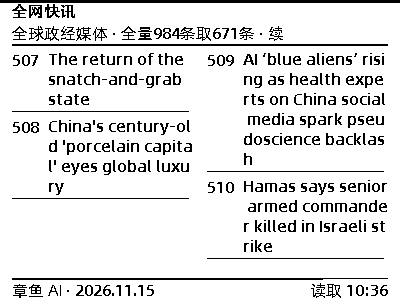 全网快讯
全球政经媒体 · 全量984条取671条 · 续
507 The return of the
snatch-and-grab
state
508 China's century-ol
d 'porcelain capita
l' eyes global luxu
ry
509 AI ‘blue aliens’ risi
ng as health expe
rts on China social
media spark pseu
doscience backlas
h
510 Hamas says senior
armed commande
r killed in Israeli st
rike
章鱼 AI · 2026.11.15
读取 10:36